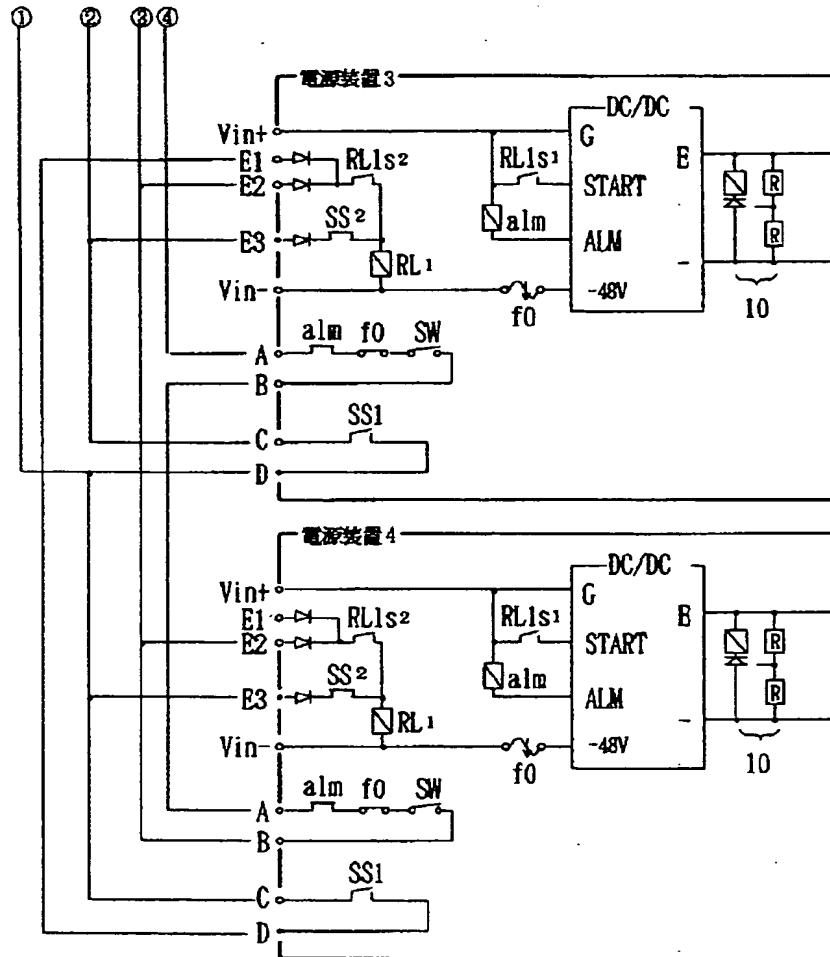 ① ② ③ ④
電源装置3
DC/DC
Vin+
G
E
E1
RL1s²
RL1s¹
E2
START
R
SS²
alm
E3
ALM
R
RL₁
Vin-
-48V
f0
10
alm f0 SW
A
B
SS1
C
D
電源装置4
DC/DC
Vin+
G
E
E1
RL1s²
RL1s¹
E2
START
R
SS²
alm
E3
ALM
R
RL₁
Vin-
-48V
f0
10
alm f0 SW
A
B
SS1
C
D